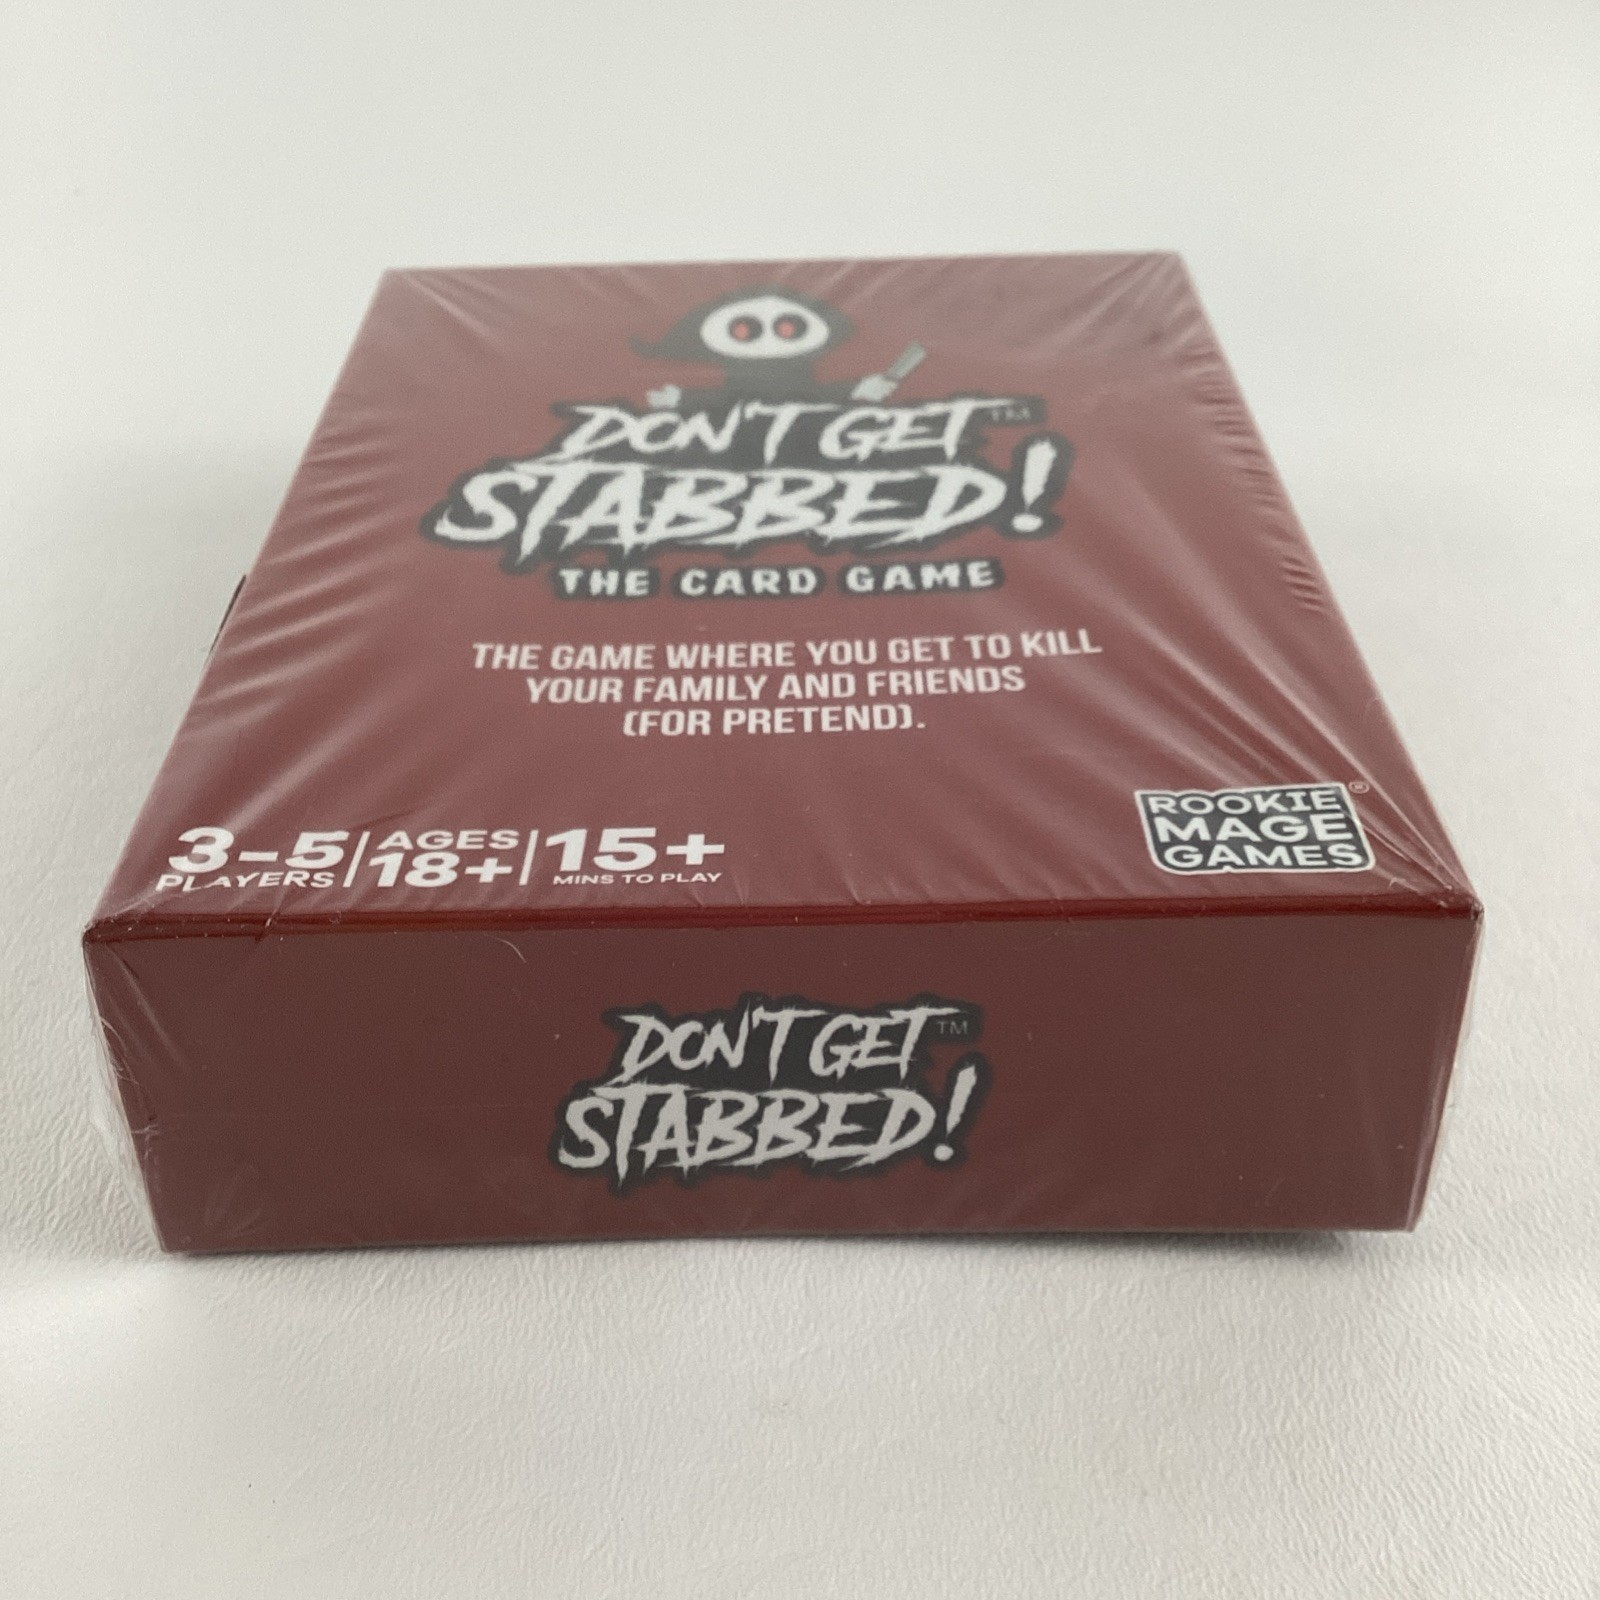 DON'T GET™
STABBED!
THE CARD GAME
THE GAME WHERE YOU GET TO KILL
YOUR FAMILY AND FRIENDS
(FOR PRETEND).
3-5
PLAYERS
AGES
18+
15+
MINS TO PLAY
ROOKIE®
MAGE
GAMES
DON'T GET™
STABBED!